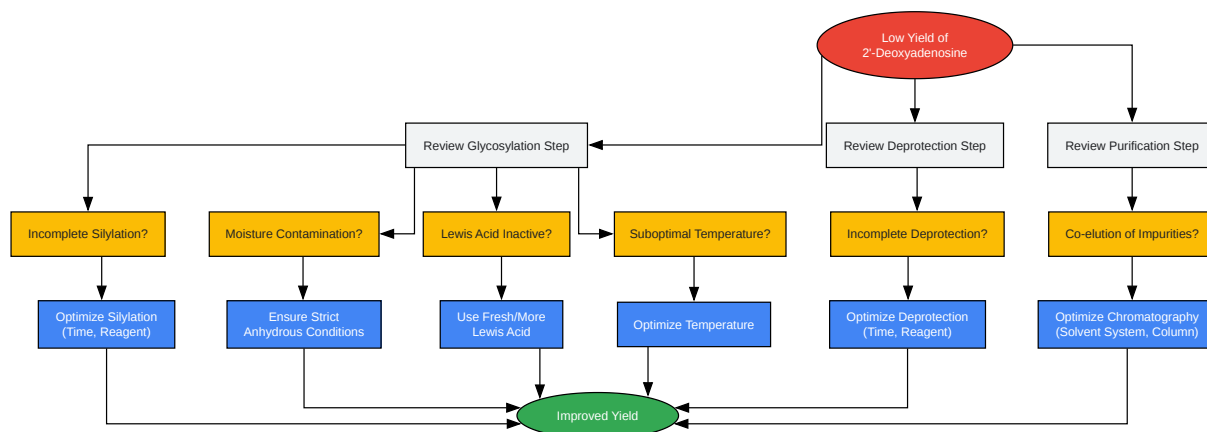 Low Yield of
2'-Deoxyadenosine
Review Glycosylation Step
Review Deprotection Step
Review Purification Step
Incomplete Silylation?
Moisture Contamination?
Lewis Acid Inactive?
Suboptimal Temperature?
Incomplete Deprotection?
Co-elution of Impurities?
Optimize Silylation
(Time, Reagent)
Ensure Strict
Anhydrous Conditions
Use Fresh/More
Lewis Acid
Optimize Temperature
Optimize Deprotection
(Time, Reagent)
Optimize Chromatography
(Solvent System, Column)
Improved Yield